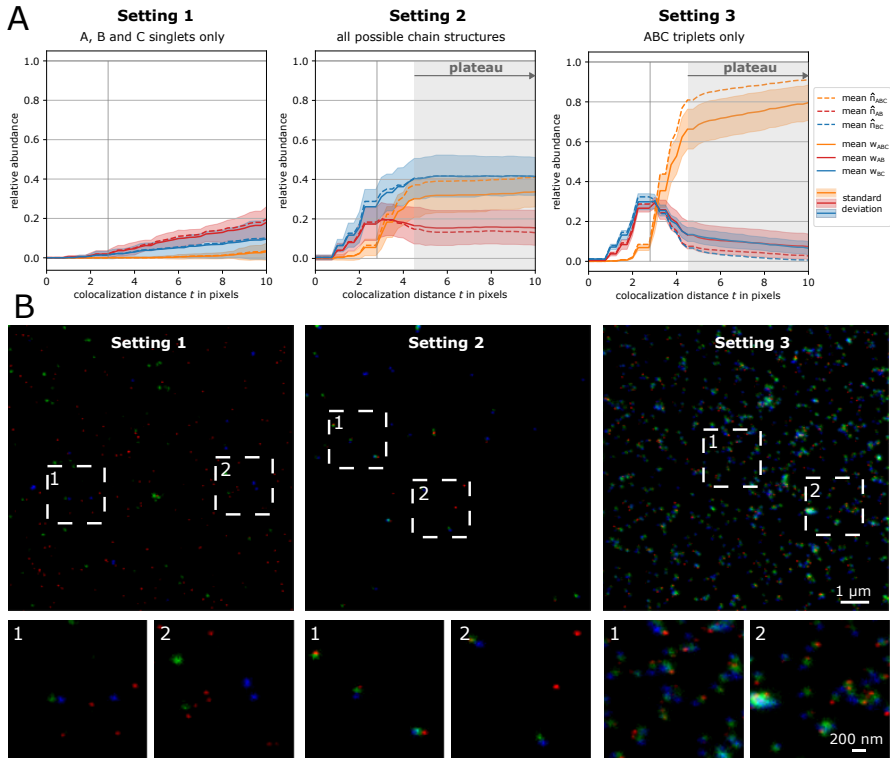 A
Setting 1
A, B and C singlets only
Setting 2
all possible chain structures
Setting 3
ABC triplets only
1.0
0.8
0.6
0.4
0.2
0.0
relative abundance
0 2 4 6 8 10
colocalization distance t in pixels
plateau
1.0
0.8
0.6
0.4
0.2
0.0
relative abundance
0 2 4 6 8 10
colocalization distance t in pixels
plateau
1.0
0.8
0.6
0.4
0.2
0.0
relative abundance
0 2 4 6 8 10
colocalization distance t in pixels
mean n̂ABC
mean n̂AB
mean n̂BC
mean wABC
mean wAB
mean wBC
standard
deviation
B
Setting 1
1
2
Setting 2
1
2
Setting 3
1
2
1 µm
1
2
1
2
1
2
200 nm